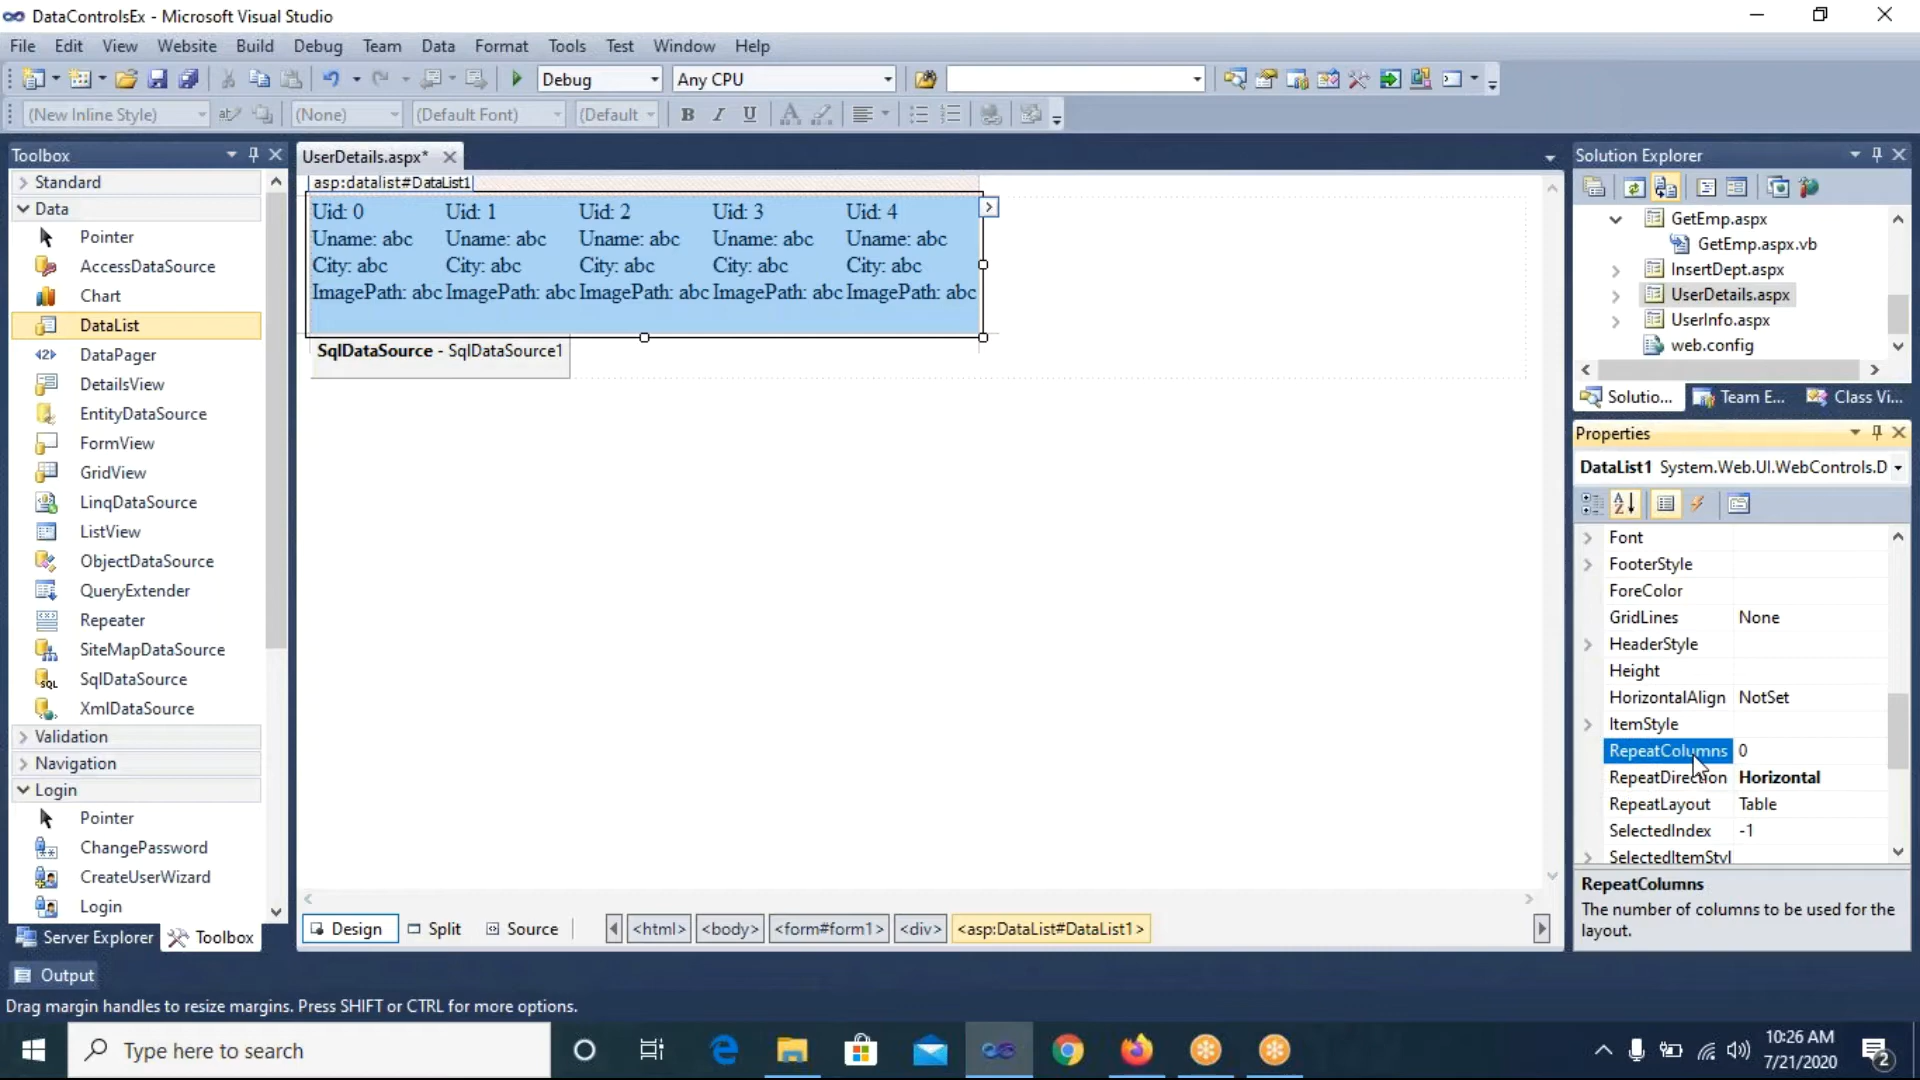 DataControlsEx - Microsoft Visual Studio
File Edit View Website Build Debug Team Data Format Tools Test Window Help
Debug Any CPU
(New Inline Style) (None) (Default Font) (Default B I U
Toolbox
Standard
Data
Pointer
AccessDataSource
Chart
DataList
DataPager
DetailsView
EntityDataSource
FormView
GridView
LinqDataSource
ListView
ObjectDataSource
QueryExtender
Repeater
SiteMapDataSource
SqlDataSource
XmlDataSource
Validation
Navigation
Login
Pointer
ChangePassword
CreateUserWizard
Login
Server Explorer Toolbox
UserDetails.aspx*
asp:datalist#DataList1
Uid: 0 Uid: 1 Uid: 2 Uid: 3 Uid: 4
Uname: abc Uname: abc Uname: abc Uname: abc Uname: abc
City: abc City: abc City: abc City: abc City: abc
ImagePath: abc ImagePath: abc ImagePath: abc ImagePath: abc ImagePath: abc
SqlDataSource - SqlDataSource1
Design Split Source <html> <body> <form#form1> <div> <asp:DataList#DataList1>
Solution Explorer
GetEmp.aspx
GetEmp.aspx.vb
InsertDept.aspx
UserDetails.aspx
UserInfo.aspx
web.config
Solutio... Team E... Class Vi...
Properties
DataList1 System.Web.UI.WebControls.D
Font
FooterStyle
ForeColor
GridLines None
HeaderStyle
Height
HorizontalAlign NotSet
ItemStyle
RepeatColumns 0
RepeatDirection Horizontal
RepeatLayout Table
SelectedIndex -1
SelectedItemStyl
RepeatColumns
The number of columns to be used for the
layout.
Output
Drag margin handles to resize margins. Press SHIFT or CTRL for more options.
Type here to search
10:26 AM
7/21/2020
2